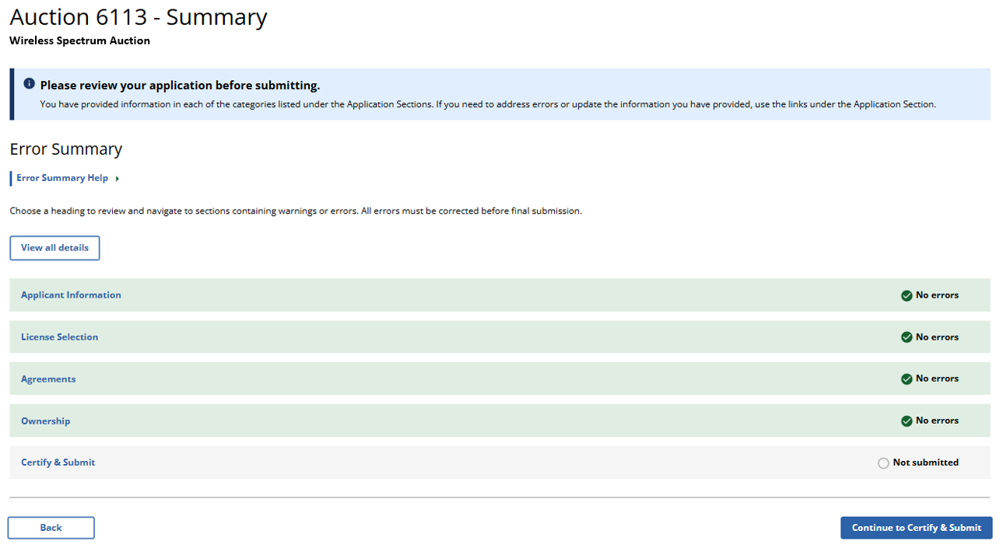 Auction 6113 - Summary
Wireless Spectrum Auction
Please review your application before submitting.
You have provided information in each of the categories listed under the Application Sections. If you need to address errors or update the information you have provided, use the links under the Application Section.
Error Summary
Error Summary Help
Choose a heading to review and navigate to sections containing warnings or errors. All errors must be corrected before final submission.
View all details
Applicant Information No errors
License Selection No errors
Agreements No errors
Ownership No errors
Certify & Submit Not submitted
Back Continue to Certify & Submit